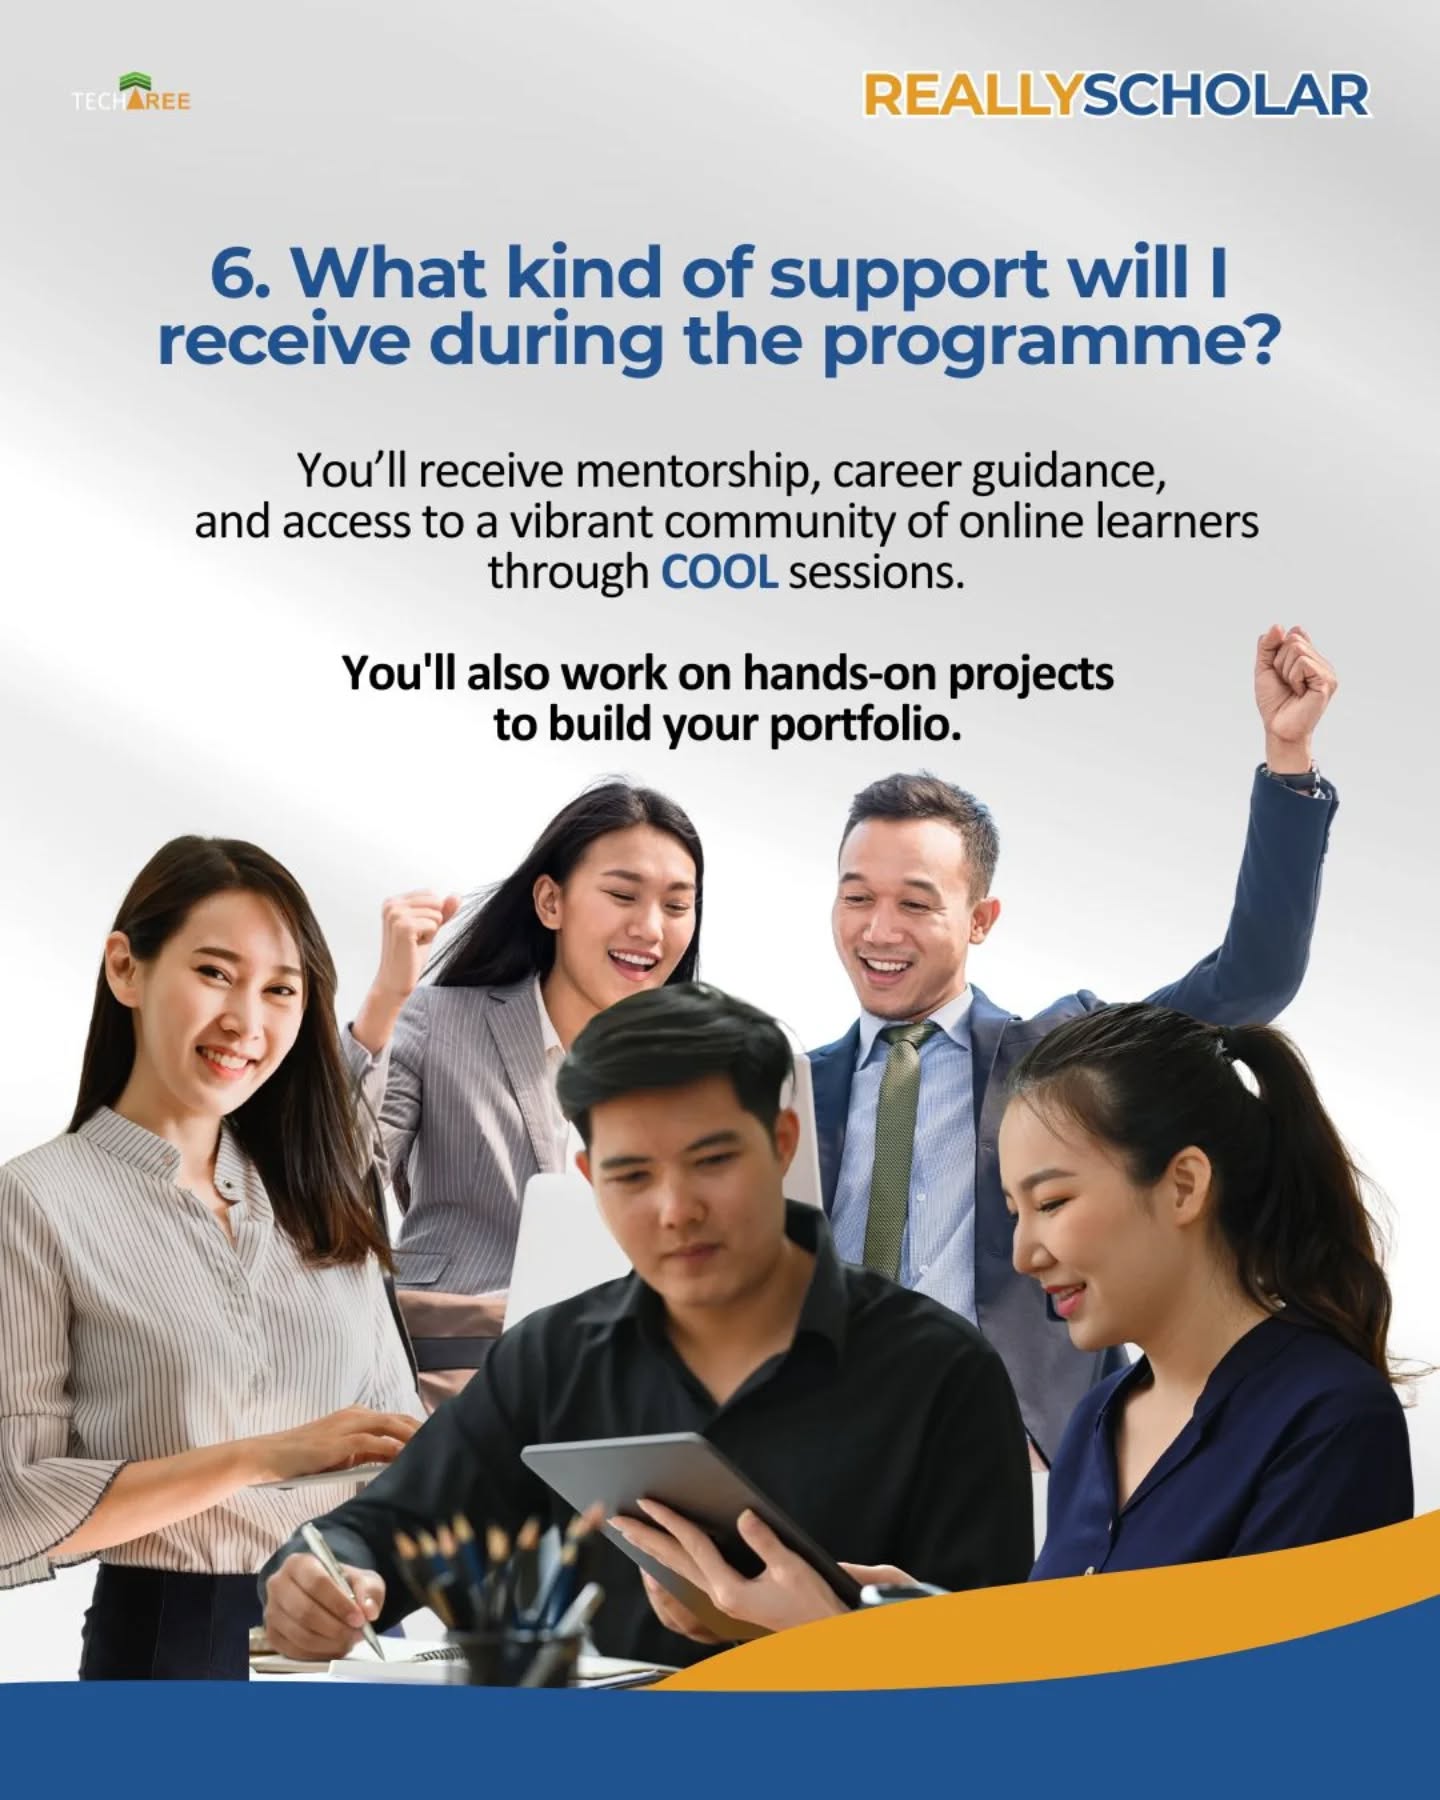 TECHTREE
REALLYSCHOLAR
6. What kind of support will I
receive during the programme?
You’ll receive mentorship, career guidance,
and access to a vibrant community of online learners
through COOL sessions.
You'll also work on hands-on projects
to build your portfolio.